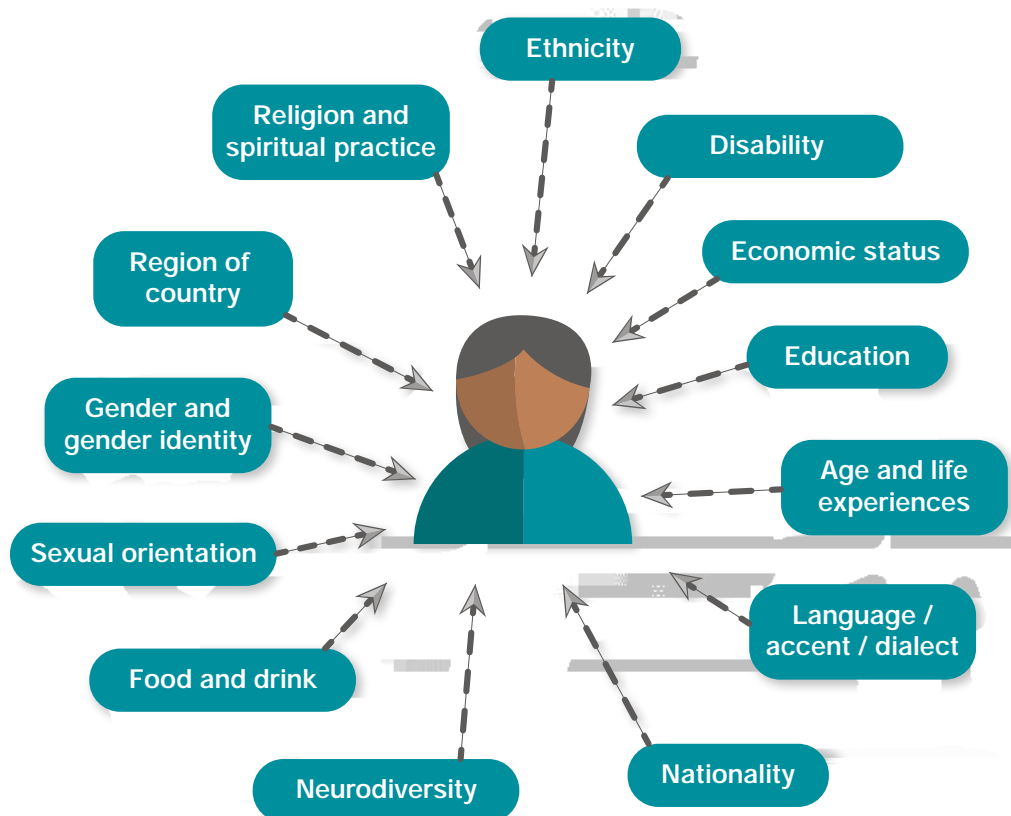 Ethnicity
Religion and
spiritual practice
Disability
Region of
country
Economic status
Education
Gender and
gender identity
Age and life
experiences
Sexual orientation
Language /
accent / dialect
Food and drink
Neurodiversity
Nationality